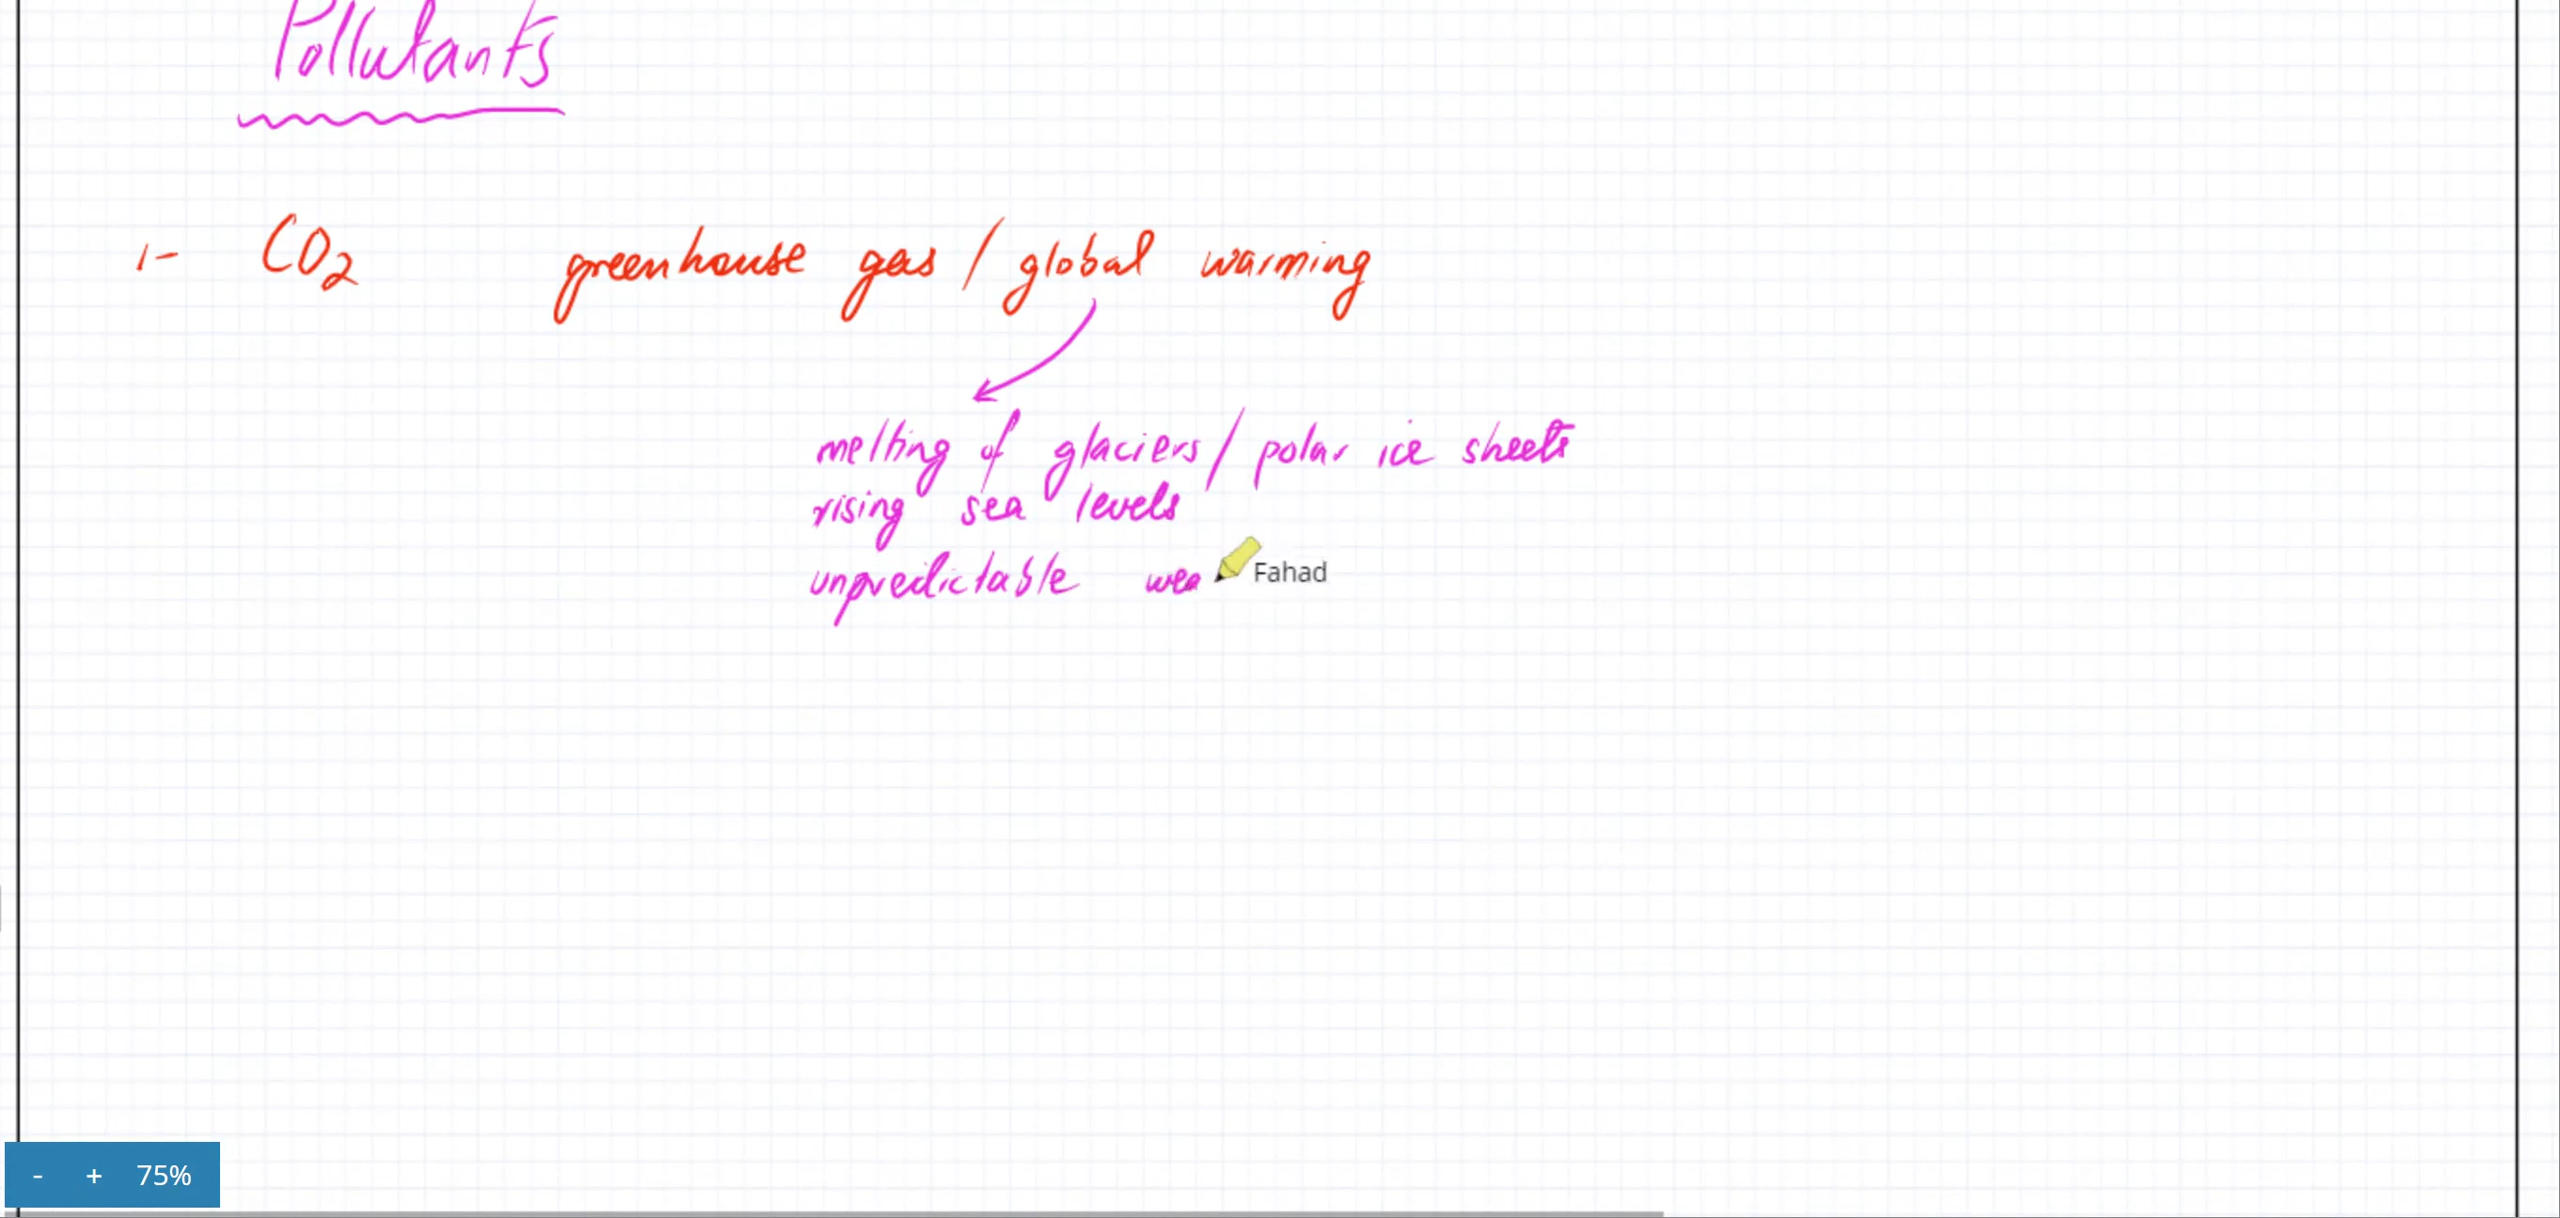 Pollutants
1- CO2 greenhouse gas / global warming
melting of glaciers / polar ice sheets
rising sea levels
unpredictable wea
Fahad
- + 75%